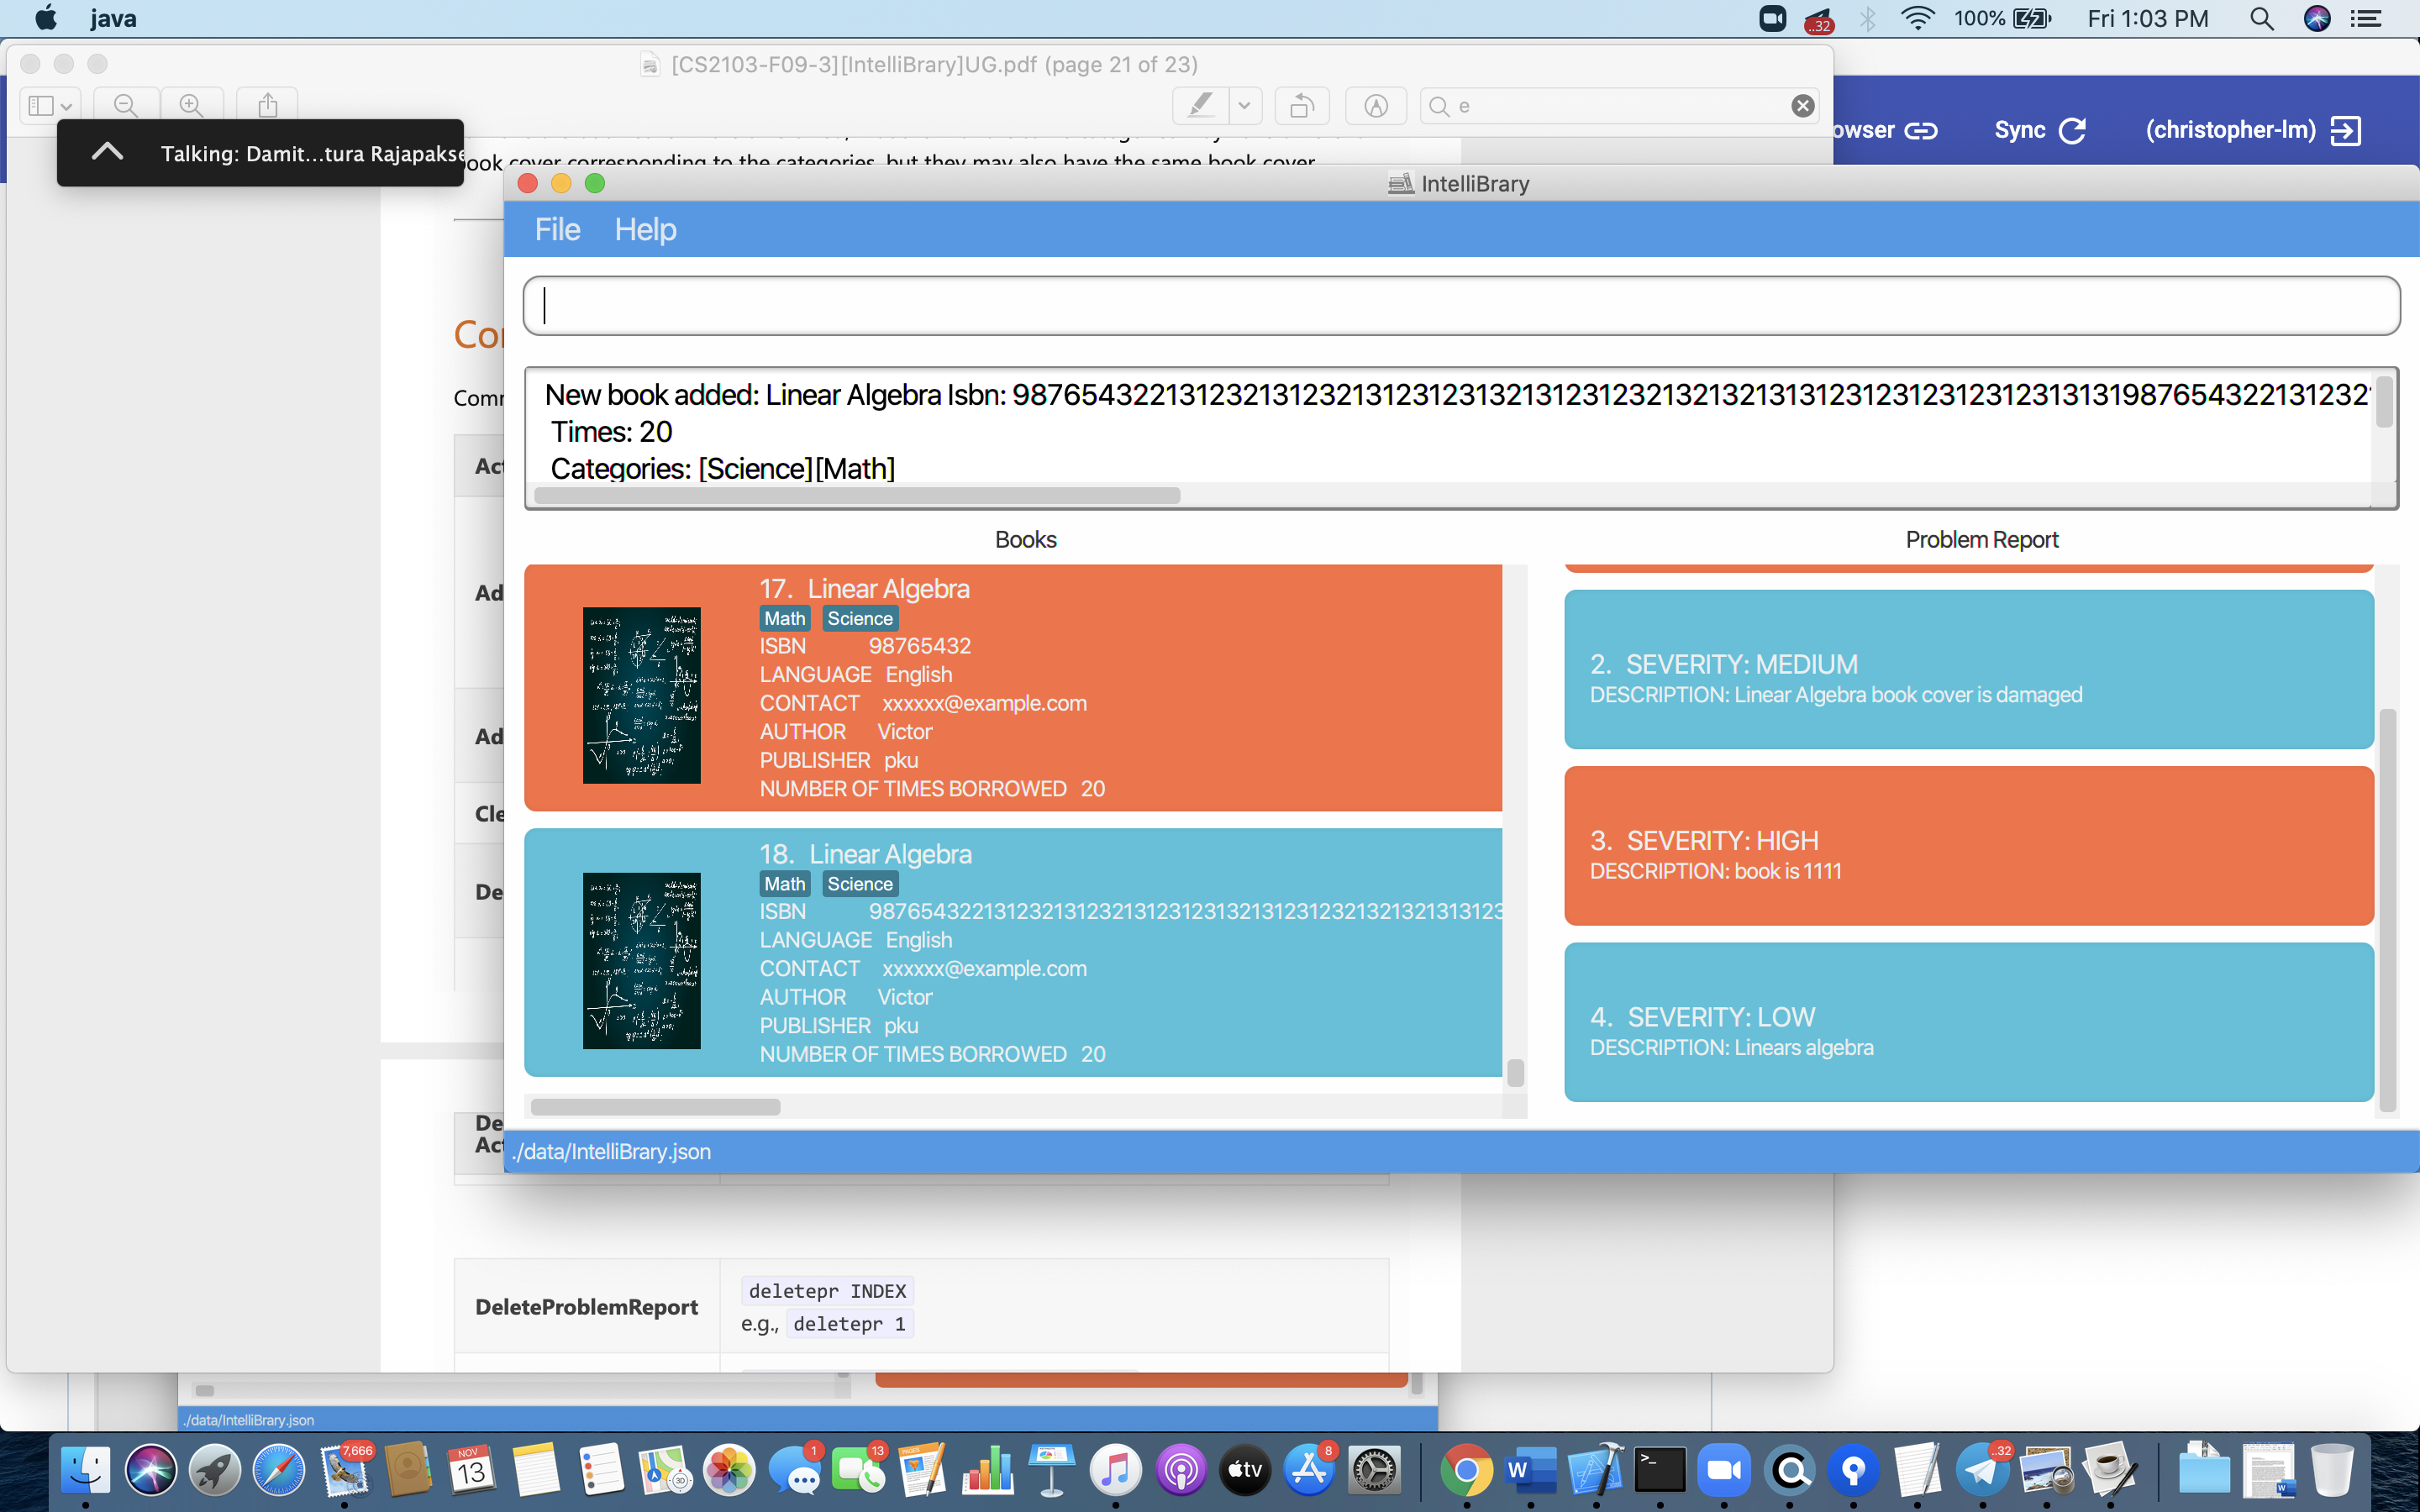 java
..32
100%
Fri 1:03 PM
[CS2103-F09-3][IntelliBrary]UG.pdf (page 21 of 23)
e
owser
Sync
(christopher-lm)
Talking: Damit...tura Rajapakse
ook cover corresponding to the categories, but they may also have the same book cover
IntelliBrary
File
Help
Co
Com
New book added: Linear Algebra Isbn:
Times: 20
Categories: [Science][Math]
Act
Ad
Ad
Cle
De
Books
Problem Report
17. Linear Algebra
Math
Science
ISBN 98765432
LANGUAGE English
CONTACT xxxxxx@example.com
AUTHOR Victor
PUBLISHER pku
NUMBER OF TIMES BORROWED 20
18. Linear Algebra
Math
Science
ISBN
LANGUAGE English
CONTACT xxxxxx@example.com
AUTHOR Victor
PUBLISHER pku
NUMBER OF TIMES BORROWED 20
2. SEVERITY: MEDIUM
DESCRIPTION: Linear Algebra book cover is damaged
3. SEVERITY: HIGH
DESCRIPTION: book is 1111
4. SEVERITY: LOW
DESCRIPTION: Linears algebra
De
Act
./data/IntelliBrary.json
DeleteProblemReport
deletepr INDEX
e.g., deletepr 1
./data/IntelliBrary.json
7,666
NOV
13
3D
1
13
PAGES
tv
8
W
>_
..32
W